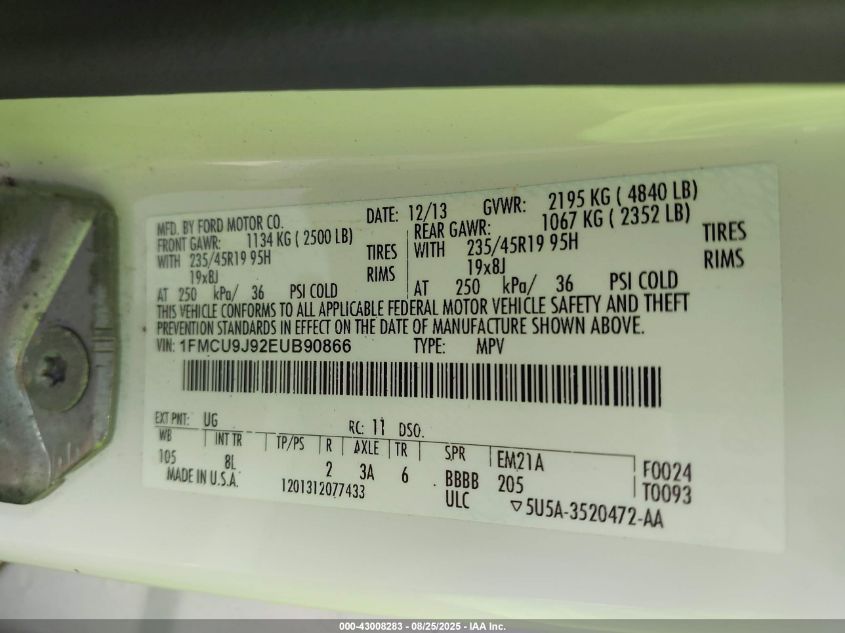 MFD. BY FORD MOTOR CO. DATE: 12/13 GVWR: 2195 KG ( 4840 LB)
FRONT GAWR: 1134 KG ( 2500 LB) REAR GAWR: 1067 KG ( 2352 LB)
WITH 235/45R19 95H TIRES WITH 235/45R19 95H TIRES
19x8J RIMS 19x8J RIMS
AT 250 kPa/ 36 PSI COLD AT 250 kPa/ 36 PSI COLD
THIS VEHICLE CONFORMS TO ALL APPLICABLE FEDERAL MOTOR VEHICLE SAFETY AND THEFT
PREVENTION STANDARDS IN EFFECT ON THE DATE OF MANUFACTURE SHOWN ABOVE.
VIN: 1FMCU9J92EUB90866 TYPE: MPV
EXT PNT: UG RC: 11 DSO:
WB INT TR TP/PS R AXLE TR SPR EM21A F0024
105 8L 2 3A 6 . BBBB 205 T0093
MADE IN U.S.A. 1201312077433 ULC ▽5U5A-3520472-AA
000-43008283 - 08/25/2025 - IAA Inc.